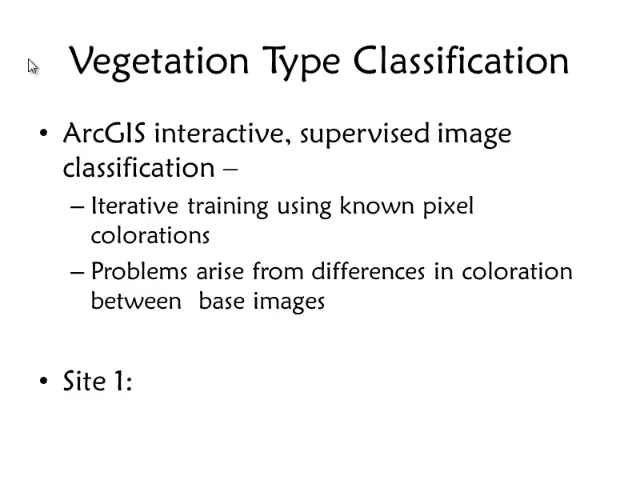 Vegetation Type Classification
• ArcGIS interactive, supervised image
classification –
– Iterative training using known pixel
colorations
– Problems arise from differences in coloration
between  base images
• Site 1: